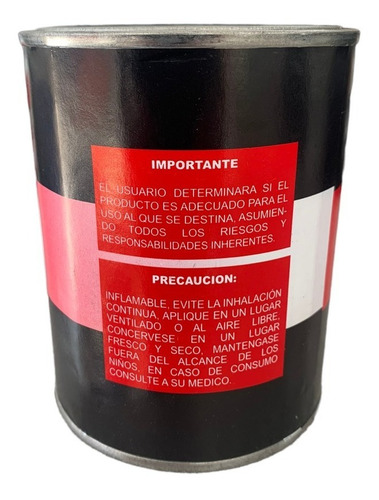 IMPORTANTE
EL USUARIO DETERMINARA SI EL
PRODUCTO ES ADECUADO PARA EL
USO AL QUE SE DESTINA, ASUMIEN-
DO TODOS LOS RIESGOS Y
RESPONSABILIDADES INHERENTES.
PRECAUCION:
INFLAMABLE, EVITE LA INHALACIÓN
CONTINUA, APLIQUE EN UN LUGAR
VENTILADO O AL AIRE LIBRE,
CONCERVESE EN UN LUGAR
FRESCO Y SECO, MANTENGASE
FUERA DEL ALCANCE DE LOS
NIÑOS, EN CASO DE CONSUMO
CONSULTE A SU MEDICO.